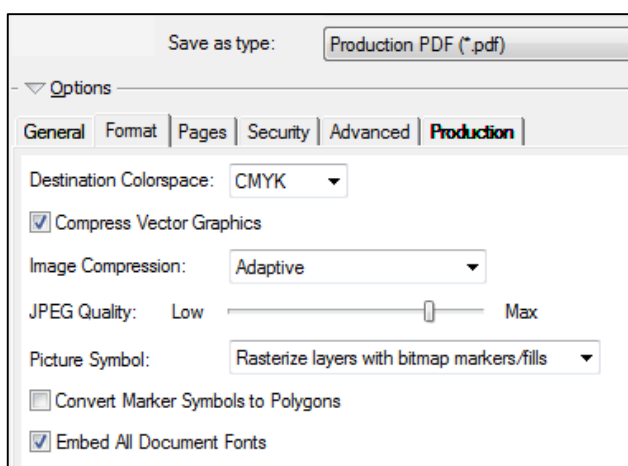 Save as type: Production PDF (*.pdf)
Options
General Format Pages Security Advanced Production
Destination Colorspace: CMYK
Compress Vector Graphics
Image Compression: Adaptive
JPEG Quality: Low Max
Picture Symbol: Rasterize layers with bitmap markers/fills
Convert Marker Symbols to Polygons
Embed All Document Fonts